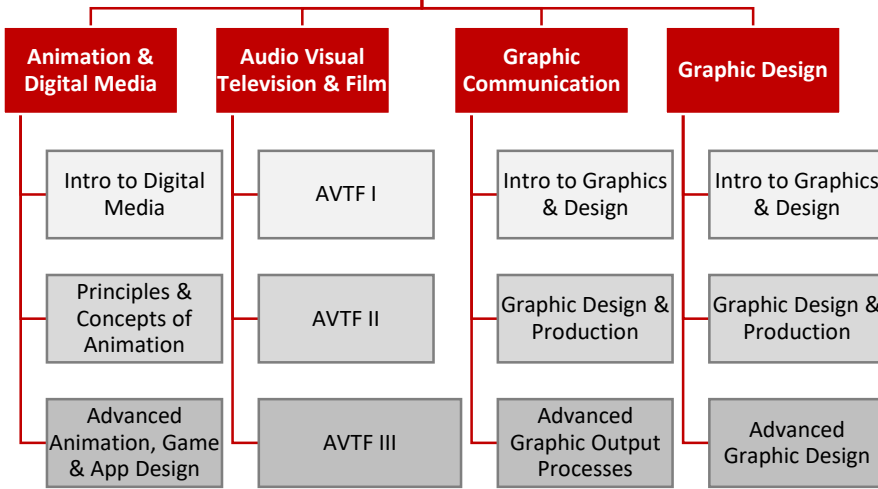 Animation &
Digital Media
Audio Visual
Television & Film
Graphic
Communication
Graphic Design
Intro to Digital
Media
AVTF I
Intro to Graphics
& Design
Intro to Graphics
& Design
Principles &
Concepts of
Animation
AVTF II
Graphic Design &
Production
Graphic Design &
Production
Advanced
Animation, Game
& App Design
AVTF III
Advanced
Graphic Output
Processes
Advanced
Graphic Design